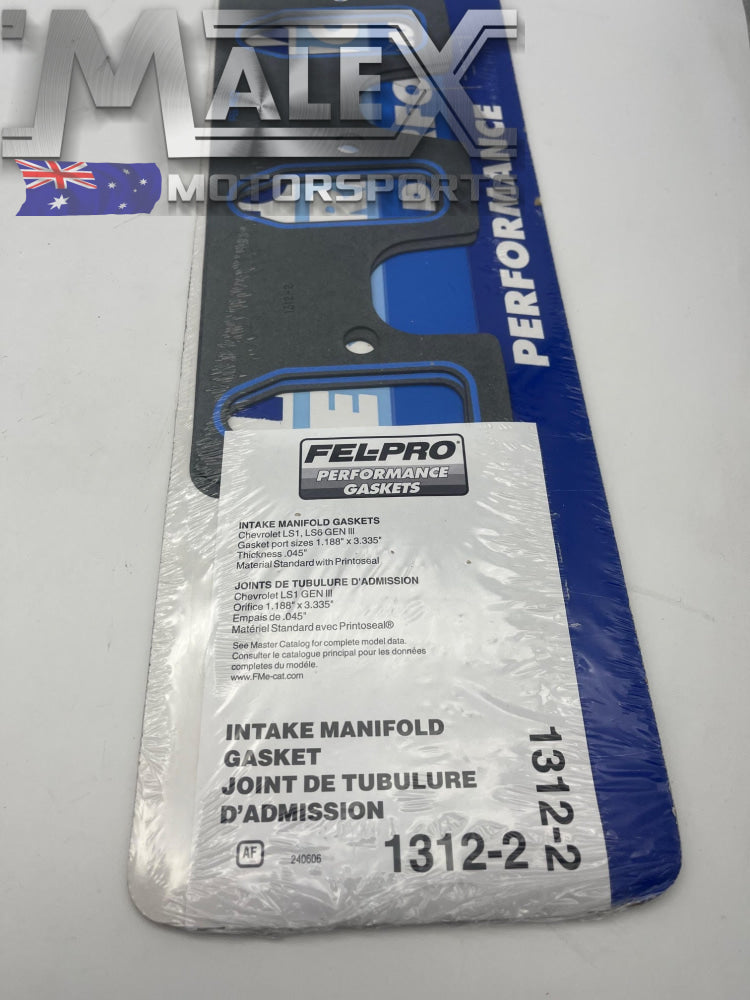 MALEX
MOTORSPORT
PERFORMANCE
1312-2
FEL-PRO®
PERFORMANCE
GASKETS
INTAKE MANIFOLD GASKETS
Chevrolet LS1, LS6 GEN III
Gasket port sizes 1.188" x 3.335"
Thickness .045"
Material Standard with Printoseal
JOINTS DE TUBULURE D'ADMISSION
Chevrolet LS1 GEN III
Orifice 1.188" x 3.335"
Empais de .045"
Matériel Standard avec Printoseal®
See Master Catalog for complete model data.
Consulter le catalogue principal pour les données
completes du modéle.
www.FMe-cat.com
INTAKE MANIFOLD
GASKET
JOINT DE TUBULURE
D'ADMISSION
AF
240606
1312-2
1312-2